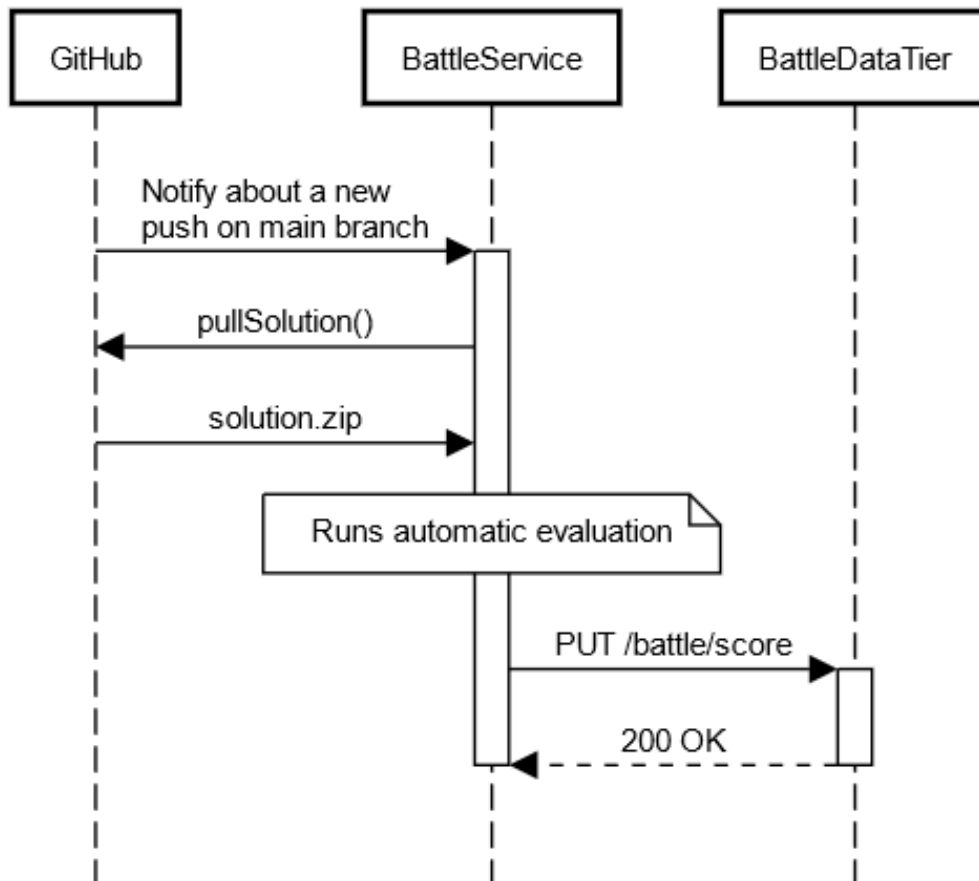 GitHub
BattleService
BattleDataTier
Notify about a new
push on main branch
pullSolution()
solution.zip
Runs automatic evaluation
PUT /battle/score
200 OK